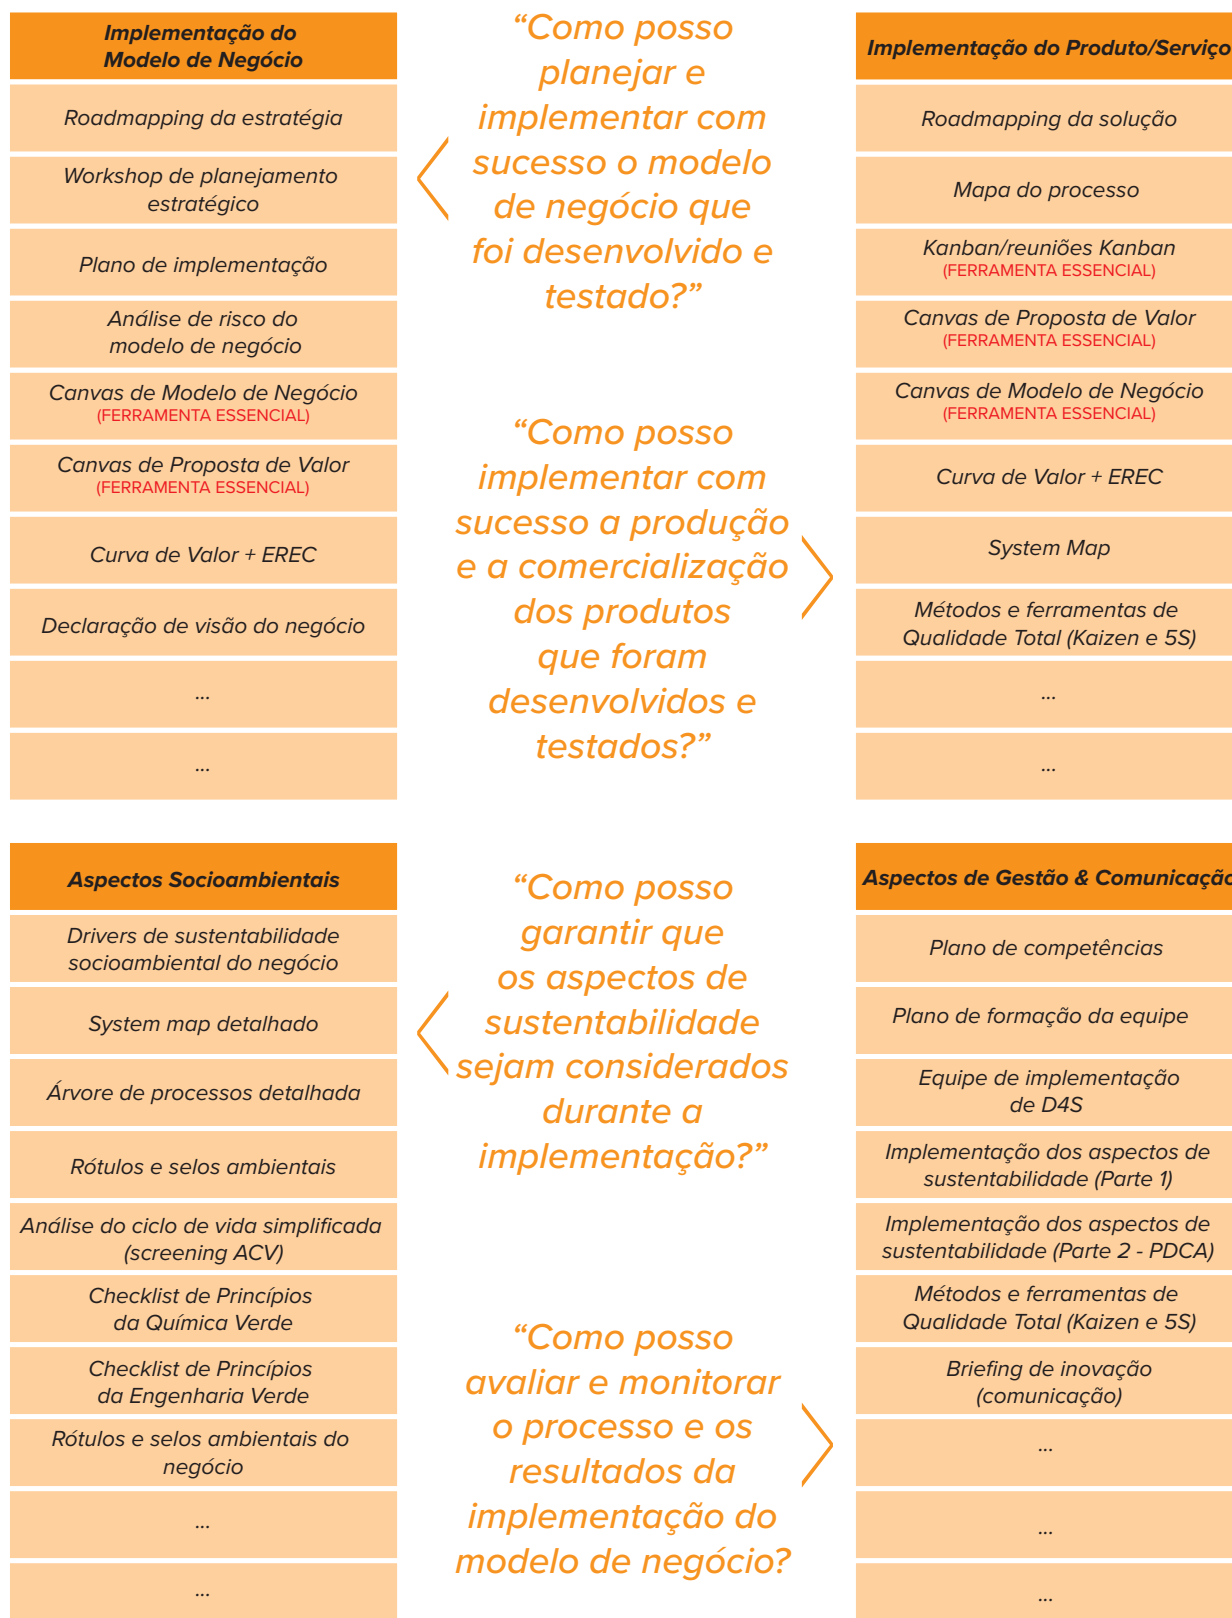 Implementação do
Modelo de Negócio
Roadmapping da estratégia
Workshop de planejamento
estratégico
Plano de implementação
Análise de risco do
modelo de negócio
Canvas de Modelo de Negócio
(FERRAMENTA ESSENCIAL)
Canvas de Proposta de Valor
(FERRAMENTA ESSENCIAL)
Curva de Valor + EREC
Declaração de visão do negócio
...
...
“Como posso
planejar e
implementar com
sucesso o modelo
de negócio que
foi desenvolvido e
testado?”
“Como posso
implementar com
sucesso a produção
e a comercialização
dos produtos
que foram
desenvolvidos e
testados?”
Implementação do Produto/Serviço
Roadmapping da solução
Mapa do processo
Kanban/reuniões Kanban
(FERRAMENTA ESSENCIAL)
Canvas de Proposta de Valor
(FERRAMENTA ESSENCIAL)
Canvas de Modelo de Negócio
(FERRAMENTA ESSENCIAL)
Curva de Valor + EREC
System Map
Métodos e ferramentas de
Qualidade Total (Kaizen e 5S)
...
...
Aspectos Socioambientais
Drivers de sustentabilidade
socioambiental do negócio
System map detalhado
Árvore de processos detalhada
Rótulos e selos ambientais
Análise do ciclo de vida simplificada
(screening ACV)
Checklist de Princípios
da Química Verde
Checklist de Princípios
da Engenharia Verde
Rótulos e selos ambientais do
negócio
...
...
“Como posso
garantir que
os aspectos de
sustentabilidade
sejam considerados
durante a
implementação?”
“Como posso
avaliar e monitorar
o processo e os
resultados da
implementação do
modelo de negócio?
Aspectos de Gestão & Comunicação
Plano de competências
Plano de formação da equipe
Equipe de implementação
de D4S
Implementação dos aspectos de
sustentabilidade (Parte 1)
Implementação dos aspectos de
sustentabilidade (Parte 2 - PDCA)
Métodos e ferramentas de
Qualidade Total (Kaizen e 5S)
Briefing de inovação
(comunicação)
...
...
...